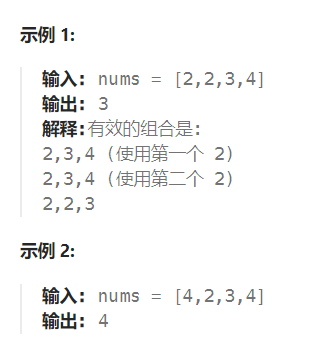 示例 1:
输入: nums = [2,2,3,4]
输出: 3
解释:有效的组合是:
2,3,4 (使用第一个 2)
2,3,4 (使用第二个 2)
2,2,3
示例 2:
输入: nums = [4,2,3,4]
输出: 4